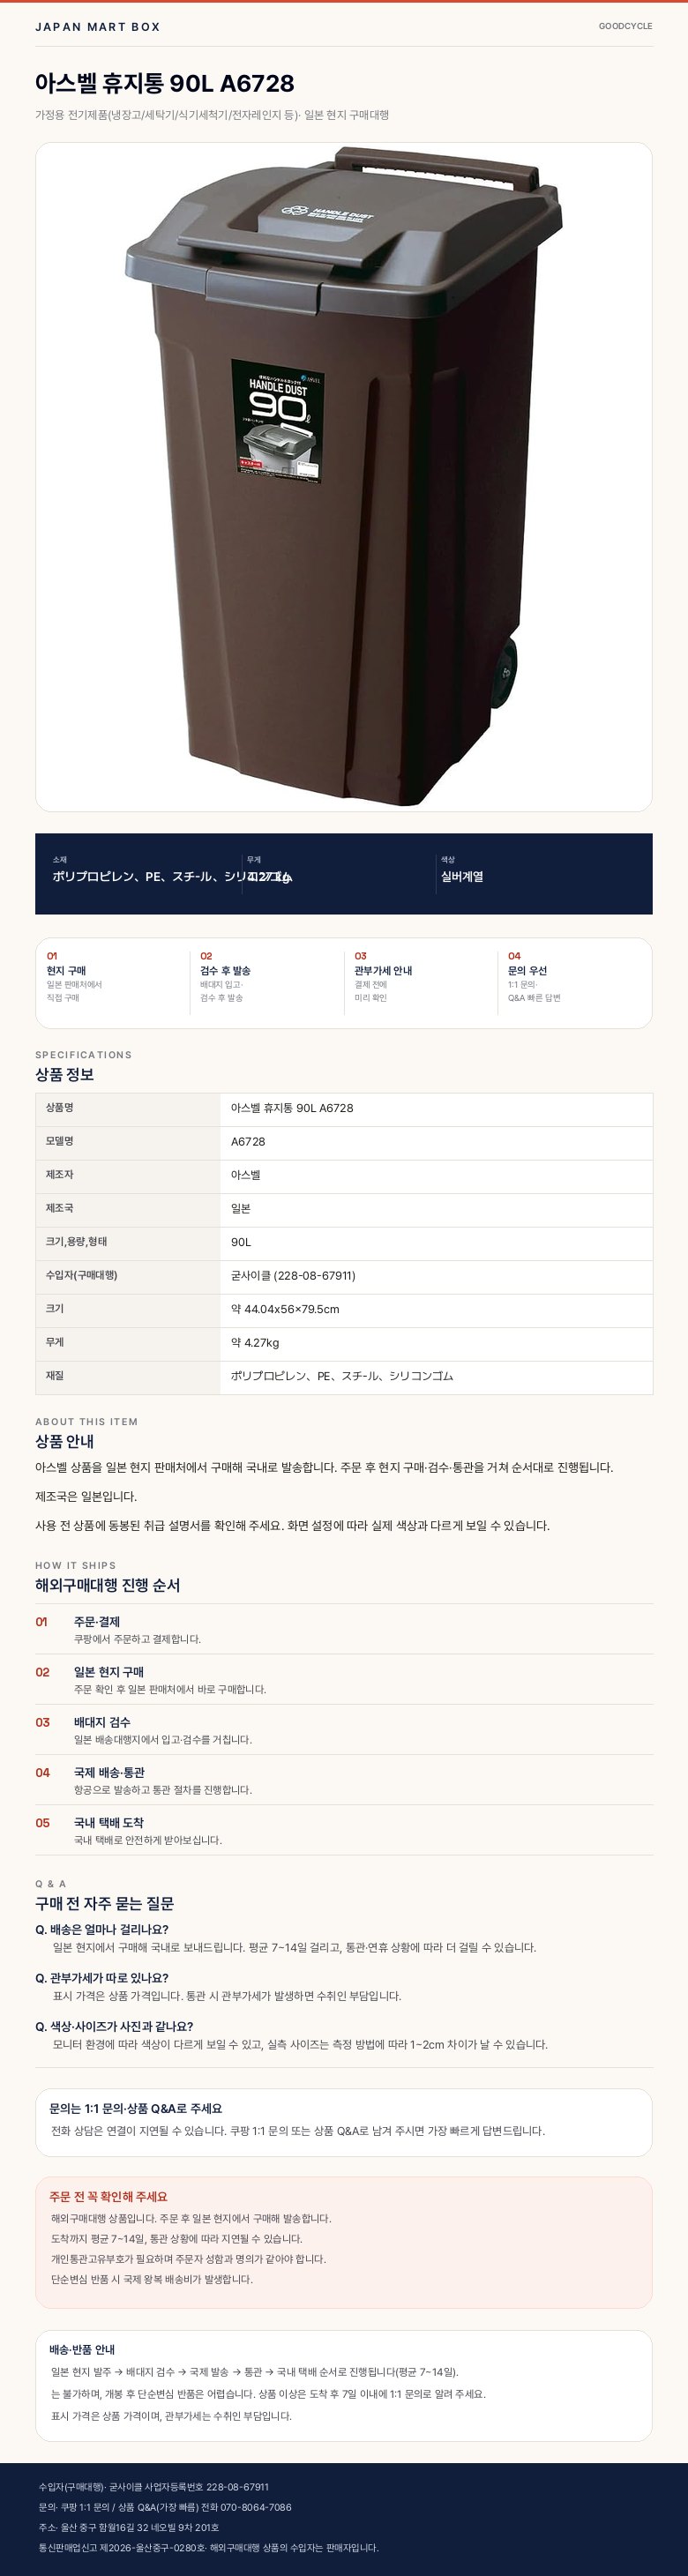 JAPAN MART BOX
GOODCYCLE
아스벨 휴지통 90L A6728
가정용 전기제품(냉장고/세탁기/식기세척기/전자레인지 등)· 일본 현지 구매대행
HANDLE DUST
ASVEL
HANDLE DUST
90ℓ
소재
무게
색상
ポリプロピレン、PE、スチ-ル、シリコンゴム
4.27kg
실버계열
01
현지 구매
일본 판매처에서
직접 구매
02
검수 후 발송
배대지 입고·
검수 후 발송
03
관부가세 안내
결제 전에
미리 확인
04
문의 우선
1:1 문의·
Q&A 빠른 답변
SPECIFICATIONS
상품 정보
상품명 아스벨 휴지통 90L A6728
모델명 A6728
제조자 아스벨
제조국 일본
크기,용량,형태 90L
수입자(구매대행) 굳사이클 (228-08-67911)
크기 약 44.04x56×79.5cm
무게 약 4.27kg
재질 ポリプロピレン、PE、スチ-ル、シリコンゴム
ABOUT THIS ITEM
상품 안내
아스벨 상품을 일본 현지 판매처에서 구매해 국내로 발송합니다. 주문 후 현지 구매·검수·통관을 거쳐 순서대로 진행됩니다.
제조국은 일본입니다.
사용 전 상품에 동봉된 취급 설명서를 확인해 주세요. 화면 설정에 따라 실제 색상과 다르게 보일 수 있습니다.
HOW IT SHIPS
해외구매대행 진행 순서
01 주문·결제
쿠팡에서 주문하고 결제합니다.
02 일본 현지 구매
주문 확인 후 일본 판매처에서 바로 구매합니다.
03 배대지 검수
일본 배송대행지에서 입고·검수를 거칩니다.
04 국제 배송·통관
항공으로 발송하고 통관 절차를 진행합니다.
05 국내 택배 도착
국내 택배로 안전하게 받아보십니다.
Q & A
구매 전 자주 묻는 질문
Q. 배송은 얼마나 걸리나요?
일본 현지에서 구매해 국내로 보내드립니다. 평균 7~14일 걸리고, 통관·연휴 상황에 따라 더 걸릴 수 있습니다.
Q. 관부가세가 따로 있나요?
표시 가격은 상품 가격입니다. 통관 시 관부가세가 발생하면 수취인 부담입니다.
Q. 색상·사이즈가 사진과 같나요?
모니터 환경에 따라 색상이 다르게 보일 수 있고, 실측 사이즈는 측정 방법에 따라 1~2cm 차이가 날 수 있습니다.
문의는 1:1 문의·상품 Q&A로 주세요
전화 상담은 연결이 지연될 수 있습니다. 쿠팡 1:1 문의 또는 상품 Q&A로 남겨 주시면 가장 빠르게 답변드립니다.
주문 전 꼭 확인해 주세요
해외구매대행 상품입니다. 주문 후 일본 현지에서 구매해 발송합니다.
도착까지 평균 7~14일, 통관 상황에 따라 지연될 수 있습니다.
개인통관고유부호가 필요하며 주문자 성함과 명의가 같아야 합니다.
단순변심 반품 시 국제 왕복 배송비가 발생합니다.
배송·반품 안내
일본 현지 발주 → 배대지 검수 → 국제 발송 → 통관 → 국내 택배 순서로 진행됩니다(평균 7~14일).
는 불가하며, 개봉 후 단순변심 반품은 어렵습니다. 상품 이상은 도착 후 7일 이내에 1:1 문의로 알려 주세요.
표시 가격은 상품 가격이며, 관부가세는 수취인 부담입니다.
수입자(구매대행)· 굳사이클 사업자등록번호 228-08-67911
문의· 쿠팡 1:1 문의 / 상품 Q&A(가장 빠름) 전화 070-8064-7086
주소· 울산 중구 함월16길 32 네오빌 9차 201호
통신판매업신고 제2026-울산중구-0280호· 해외구매대행 상품의 수입자는 판매자입니다.